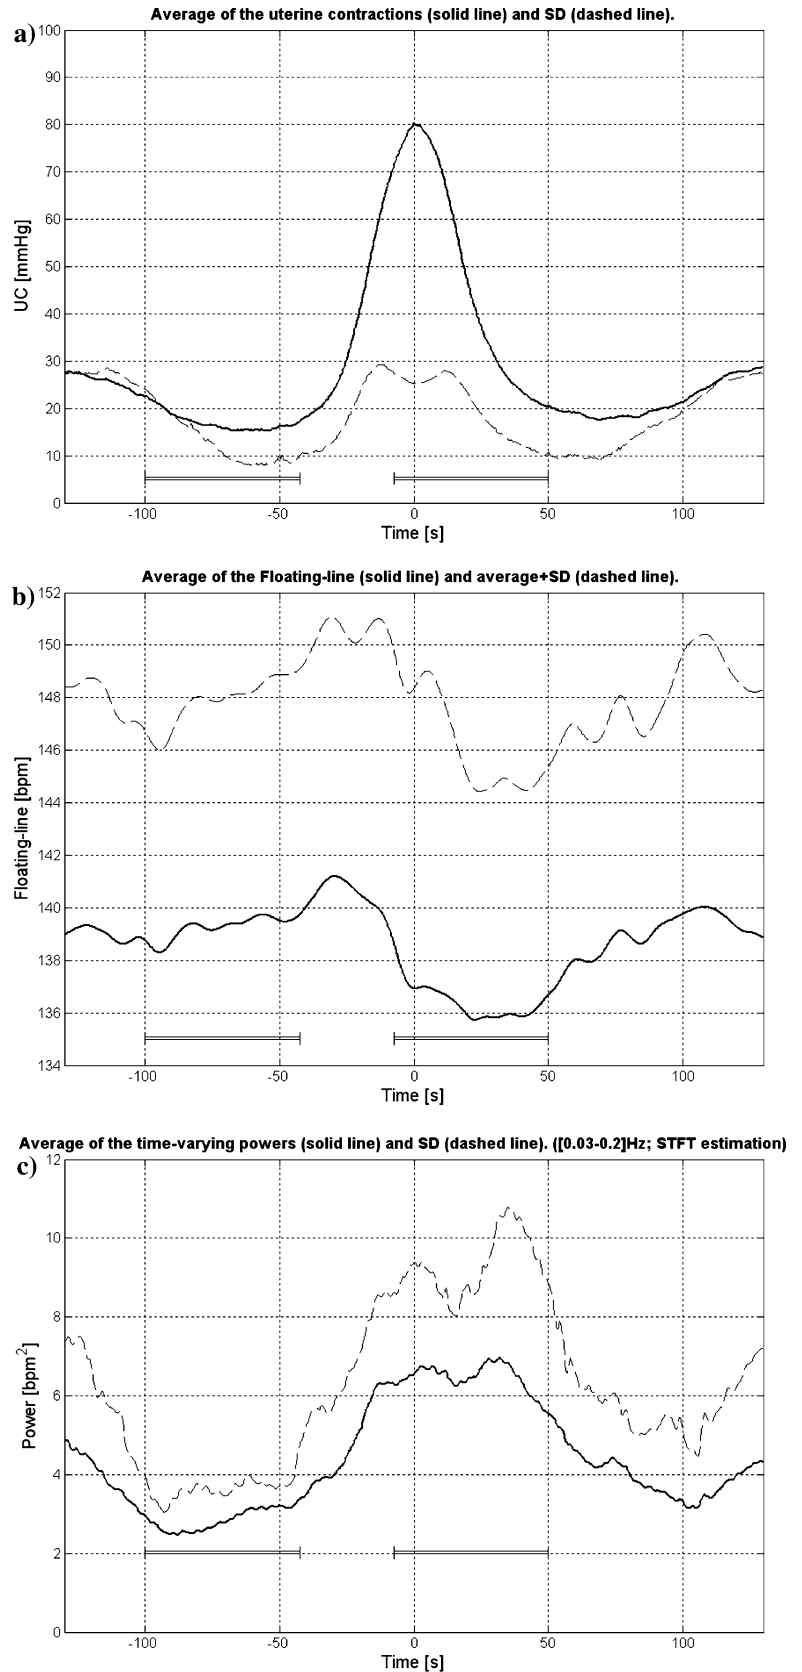 Average of the uterine contractions (solid line) and SD (dashed line).
a)
100
90
80
70
60
50
40
30
20
10
0
UC [mmHg]
-100 -50 0 50 100
Time [s]
Average of the Floating-line (solid line) and average+SD (dashed line).
b)
152
150
148
146
144
142
140
138
136
134
Floating-line [bpm]
-100 -50 0 50 100
Time [s]
Average of the time-varying powers (solid line) and SD (dashed line). ([0.03-0.2]Hz; STFT estimation)
c)
12
10
8
6
4
2
0
Power [bpm²]
-100 -50 0 50 100
Time [s]